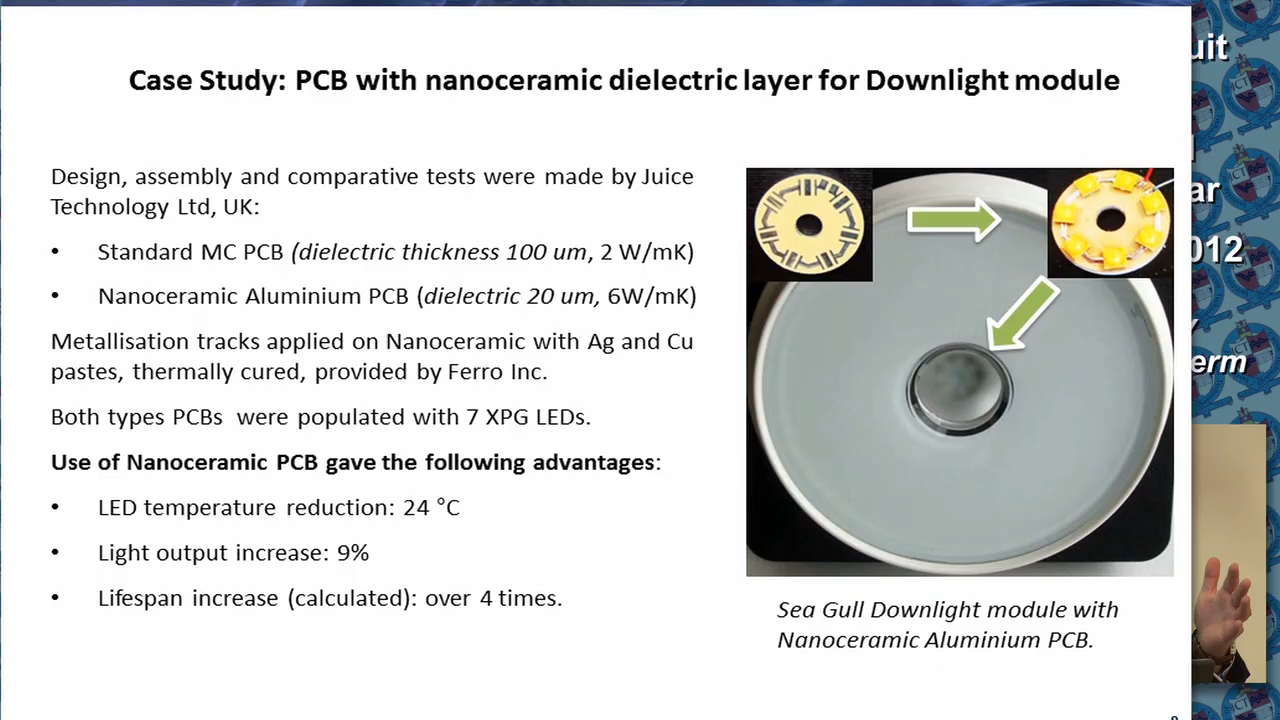 Case Study: PCB with nanoceramic dielectric layer for Downlight module
Design, assembly and comparative tests were made by Juice
Technology Ltd, UK:
• Standard MC PCB (dielectric thickness 100 um, 2 W/mK)
• Nanoceramic Aluminium PCB (dielectric 20 um, 6W/mK)
Metallisation tracks applied on Nanoceramic with Ag and Cu
pastes, thermally cured, provided by Ferro Inc.
Both types PCBs were populated with 7 XPG LEDs.
Use of Nanoceramic PCB gave the following advantages:
• LED temperature reduction: 24 °C
• Light output increase: 9%
• Lifespan increase (calculated): over 4 times.
Sea Gull Downlight module with
Nanoceramic Aluminium PCB.
uit
ar
012
erm